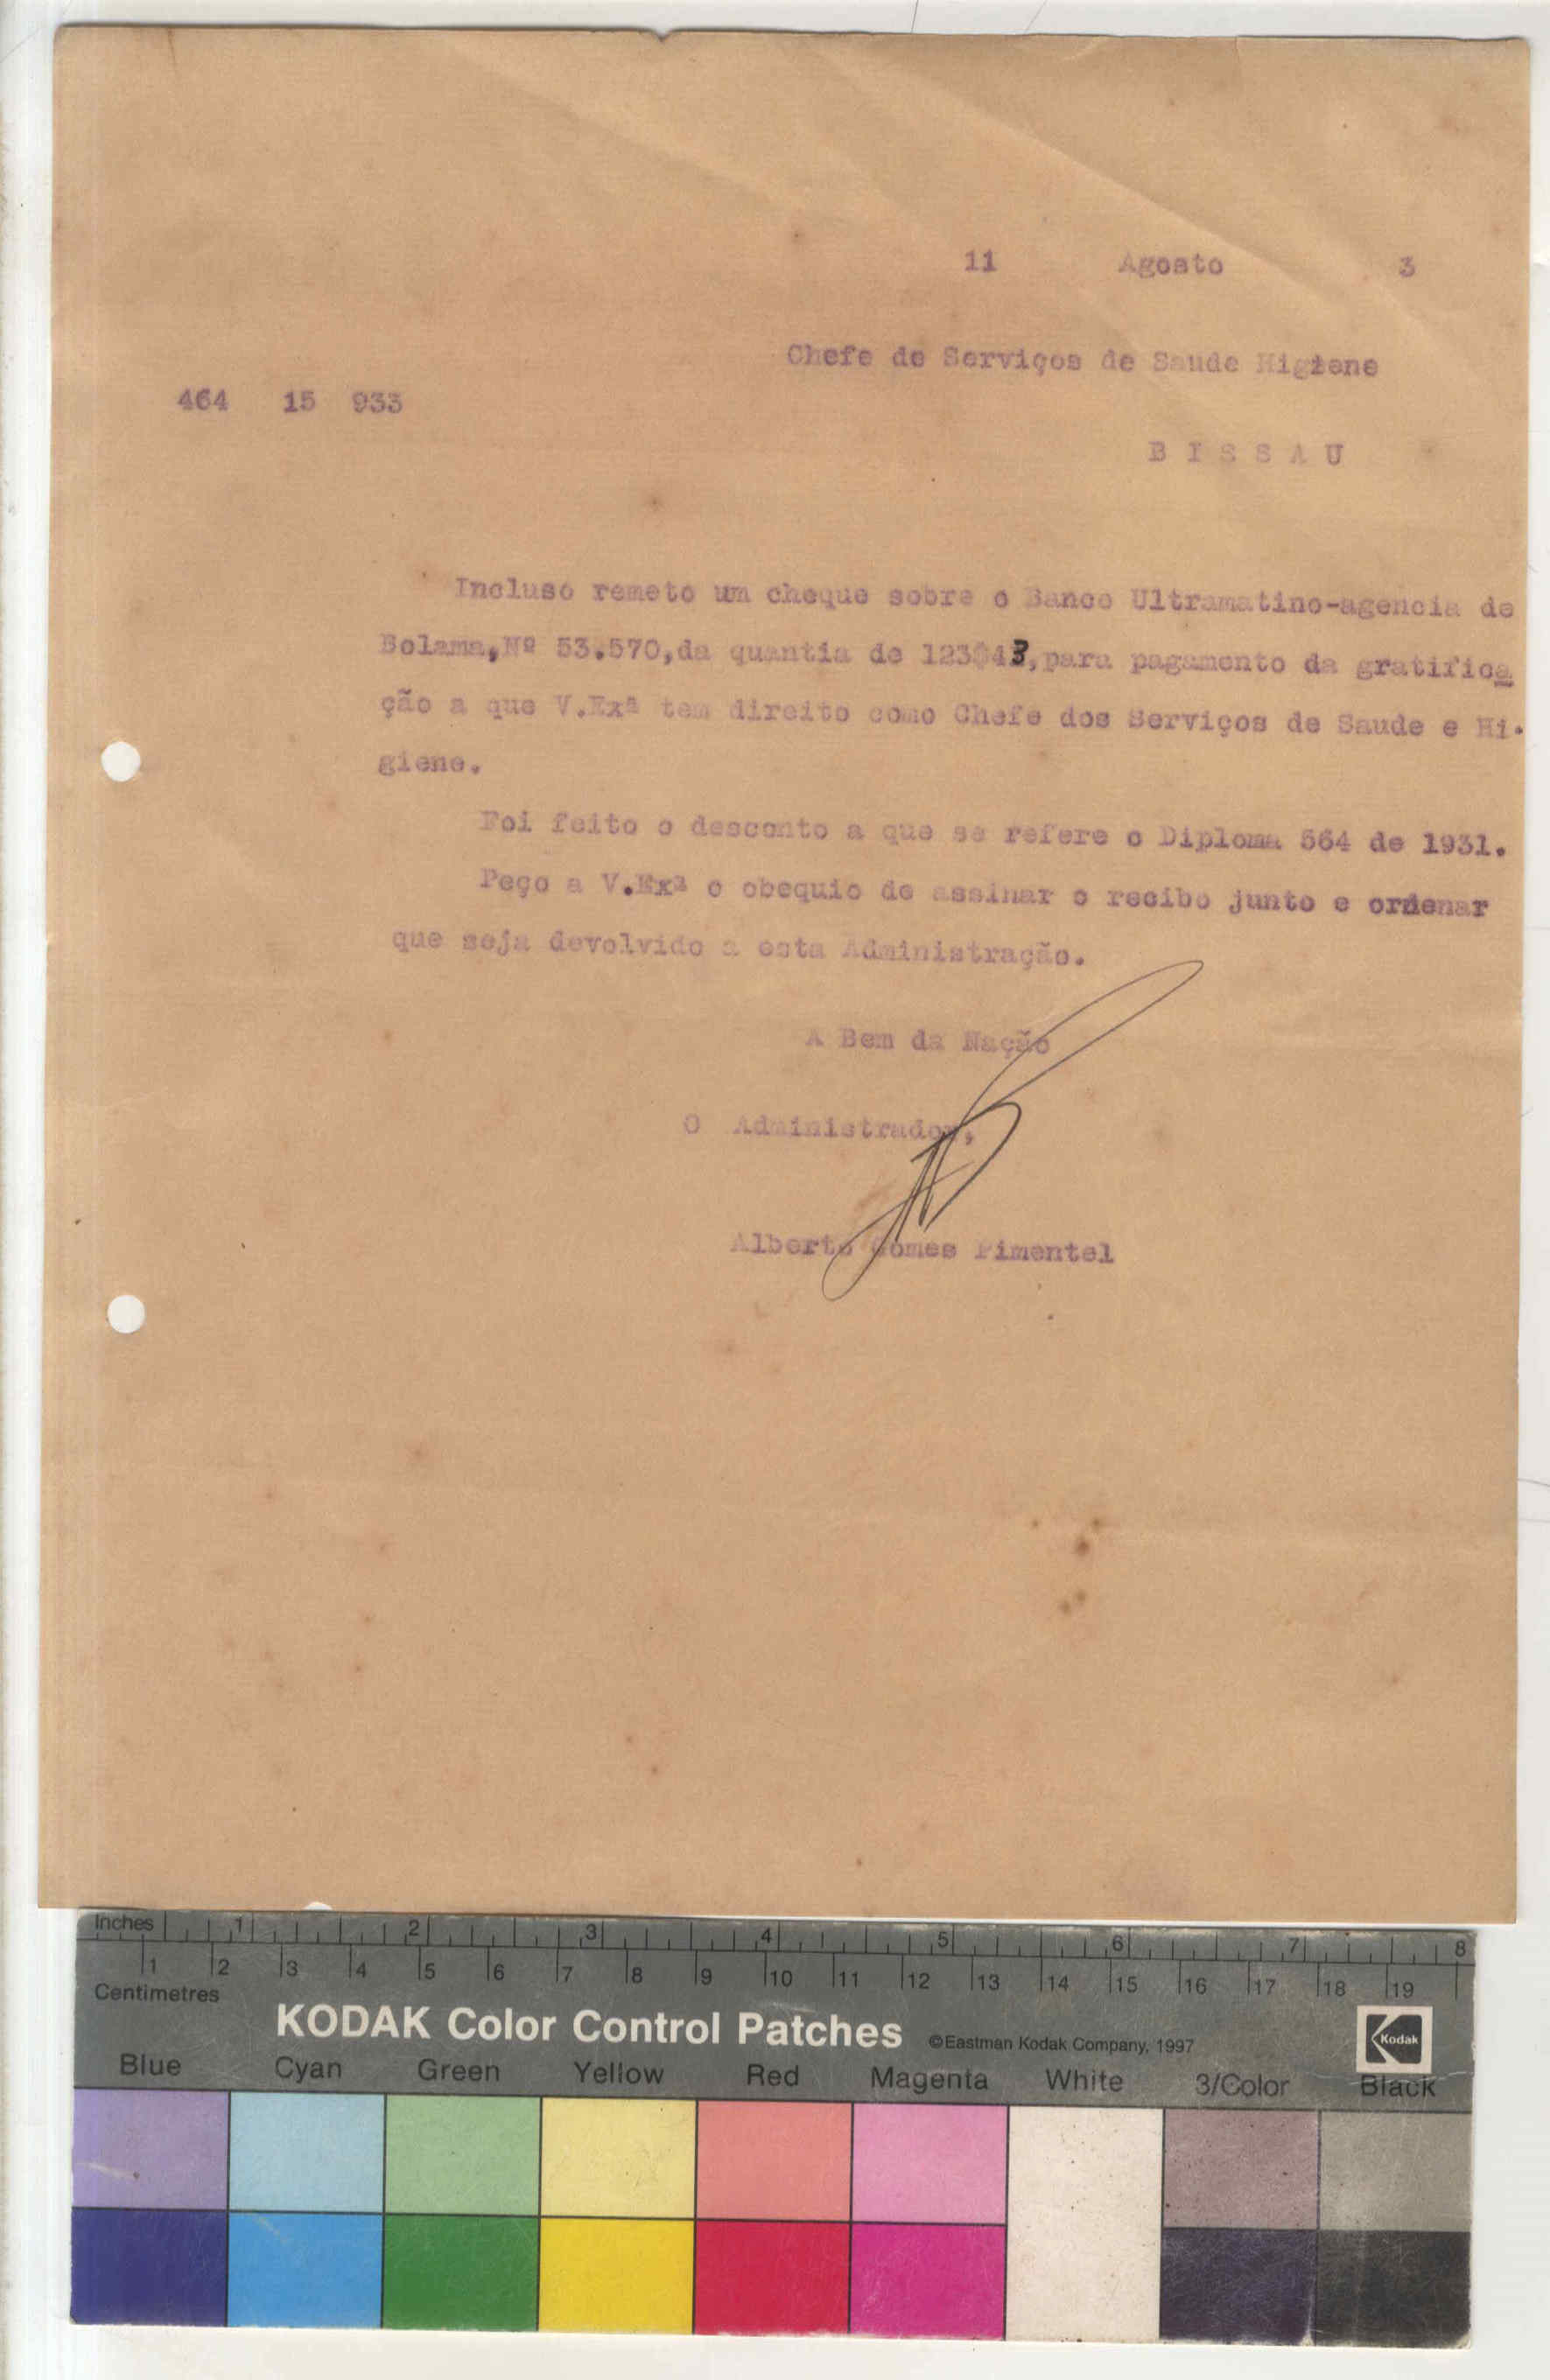 11 Agosto 3
Chefe de Serviços de Saude Higiene
464 15 933
B I S S A U
Incluso remeto um cheque sobre o Banco Ultramatino-agencia de
Bolama,Nº 53.570,da quantia de 123$43,para pagamento da gratifica
ção a que V.Exª tem direito como Chefe dos Serviços de Saude e Hi-
giene.
Foi feito o desconto a que se refere o Diploma 564 de 1931.
Peço a V.Exª o obequio de assinar o recibo junto e ordenar
que seja devolvido a esta Administração.
A Bem da Nação
O Administrador,
Alberto Gomes Pimentel
Inches 1 2 3 4 5 6 7 8
1 2 3 4 5 6 7 8 9 10 11 12 13 14 15 16 17 18 19
Centimetres
KODAK Color Control Patches ©Eastman Kodak Company, 1997 Kodak
Blue Cyan Green Yellow Red Magenta White 3/Color Black